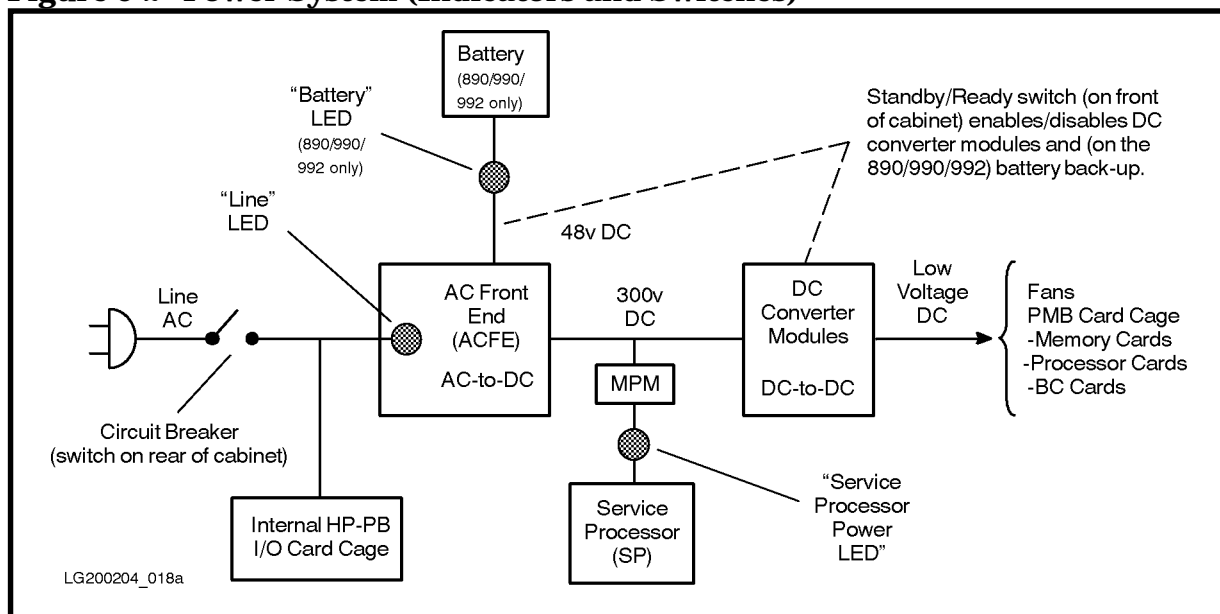 Power System (Indicators and Switches)
Battery
(890/990/
992 only)
“Battery”
LED
(890/990/
992 only)
Standby/Ready switch (on front
of cabinet) enables/disables DC
converter modules and (on the
890/990/992) battery back-up.
“Line”
LED
48v DC
Line
AC
AC Front
End
(ACFE)
AC-to-DC
300v
DC
DC
Converter
Modules
DC-to-DC
Low
Voltage
DC
Fans
PMB Card Cage
-Memory Cards
-Processor Cards
-BC Cards
MPM
Circuit Breaker
(switch on rear of cabinet)
Internal HP-PB
I/O Card Cage
Service
Processor
(SP)
“Service
Processor
Power
LED”
LG200204_018a